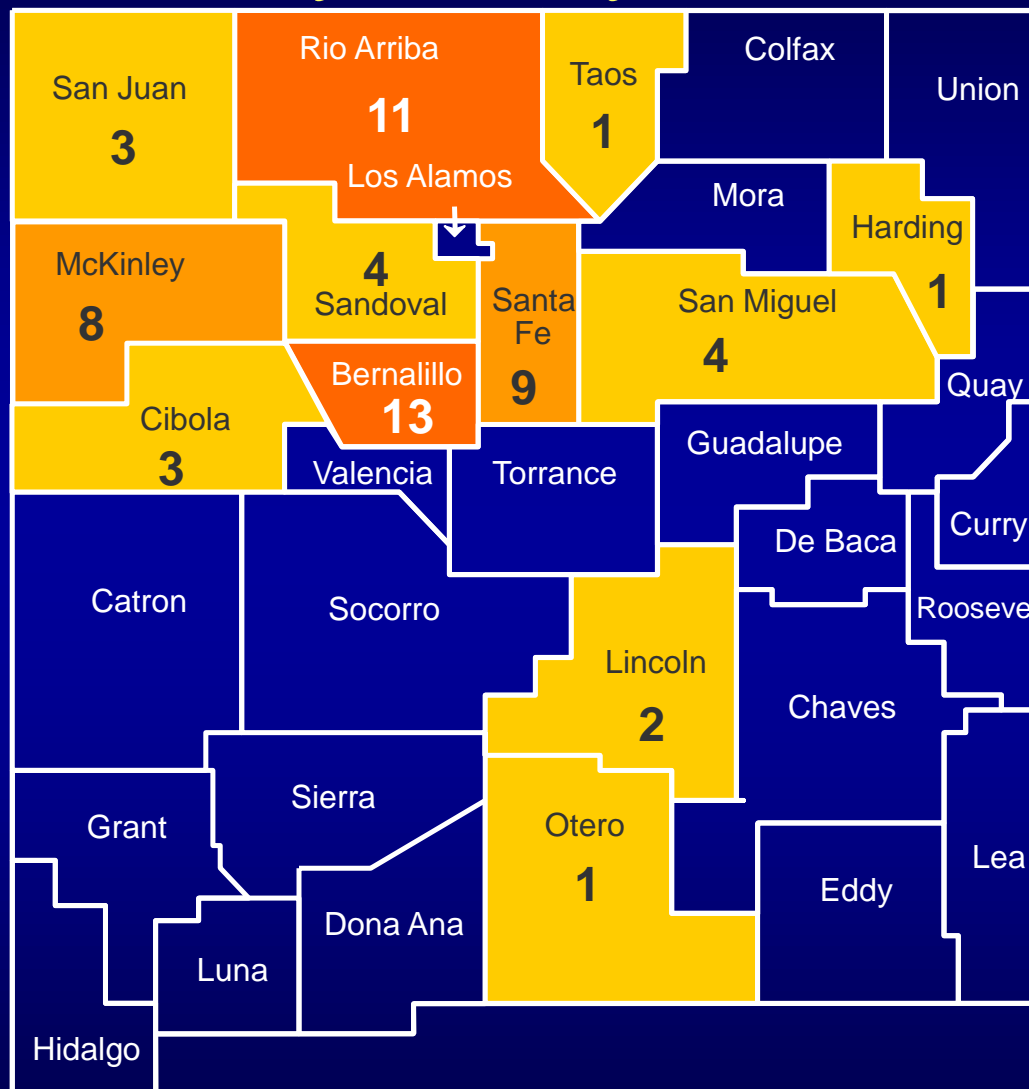 Rio Arriba
11
Colfax
Taos
1
San Juan
3
Union
Los Alamos
Mora
Harding
1
McKinley
8
4
Sandoval
Santa
Fe
9
San Miguel
4
Bernalillo
13
Quay
Cibola
3
Guadalupe
Valencia
Torrance
Curry
De Baca
Catron
Socorro
Rooseve
Lincoln
2
Chaves
Sierra
Grant
Otero
1
Lea
Eddy
Dona Ana
Luna
Hidalgo